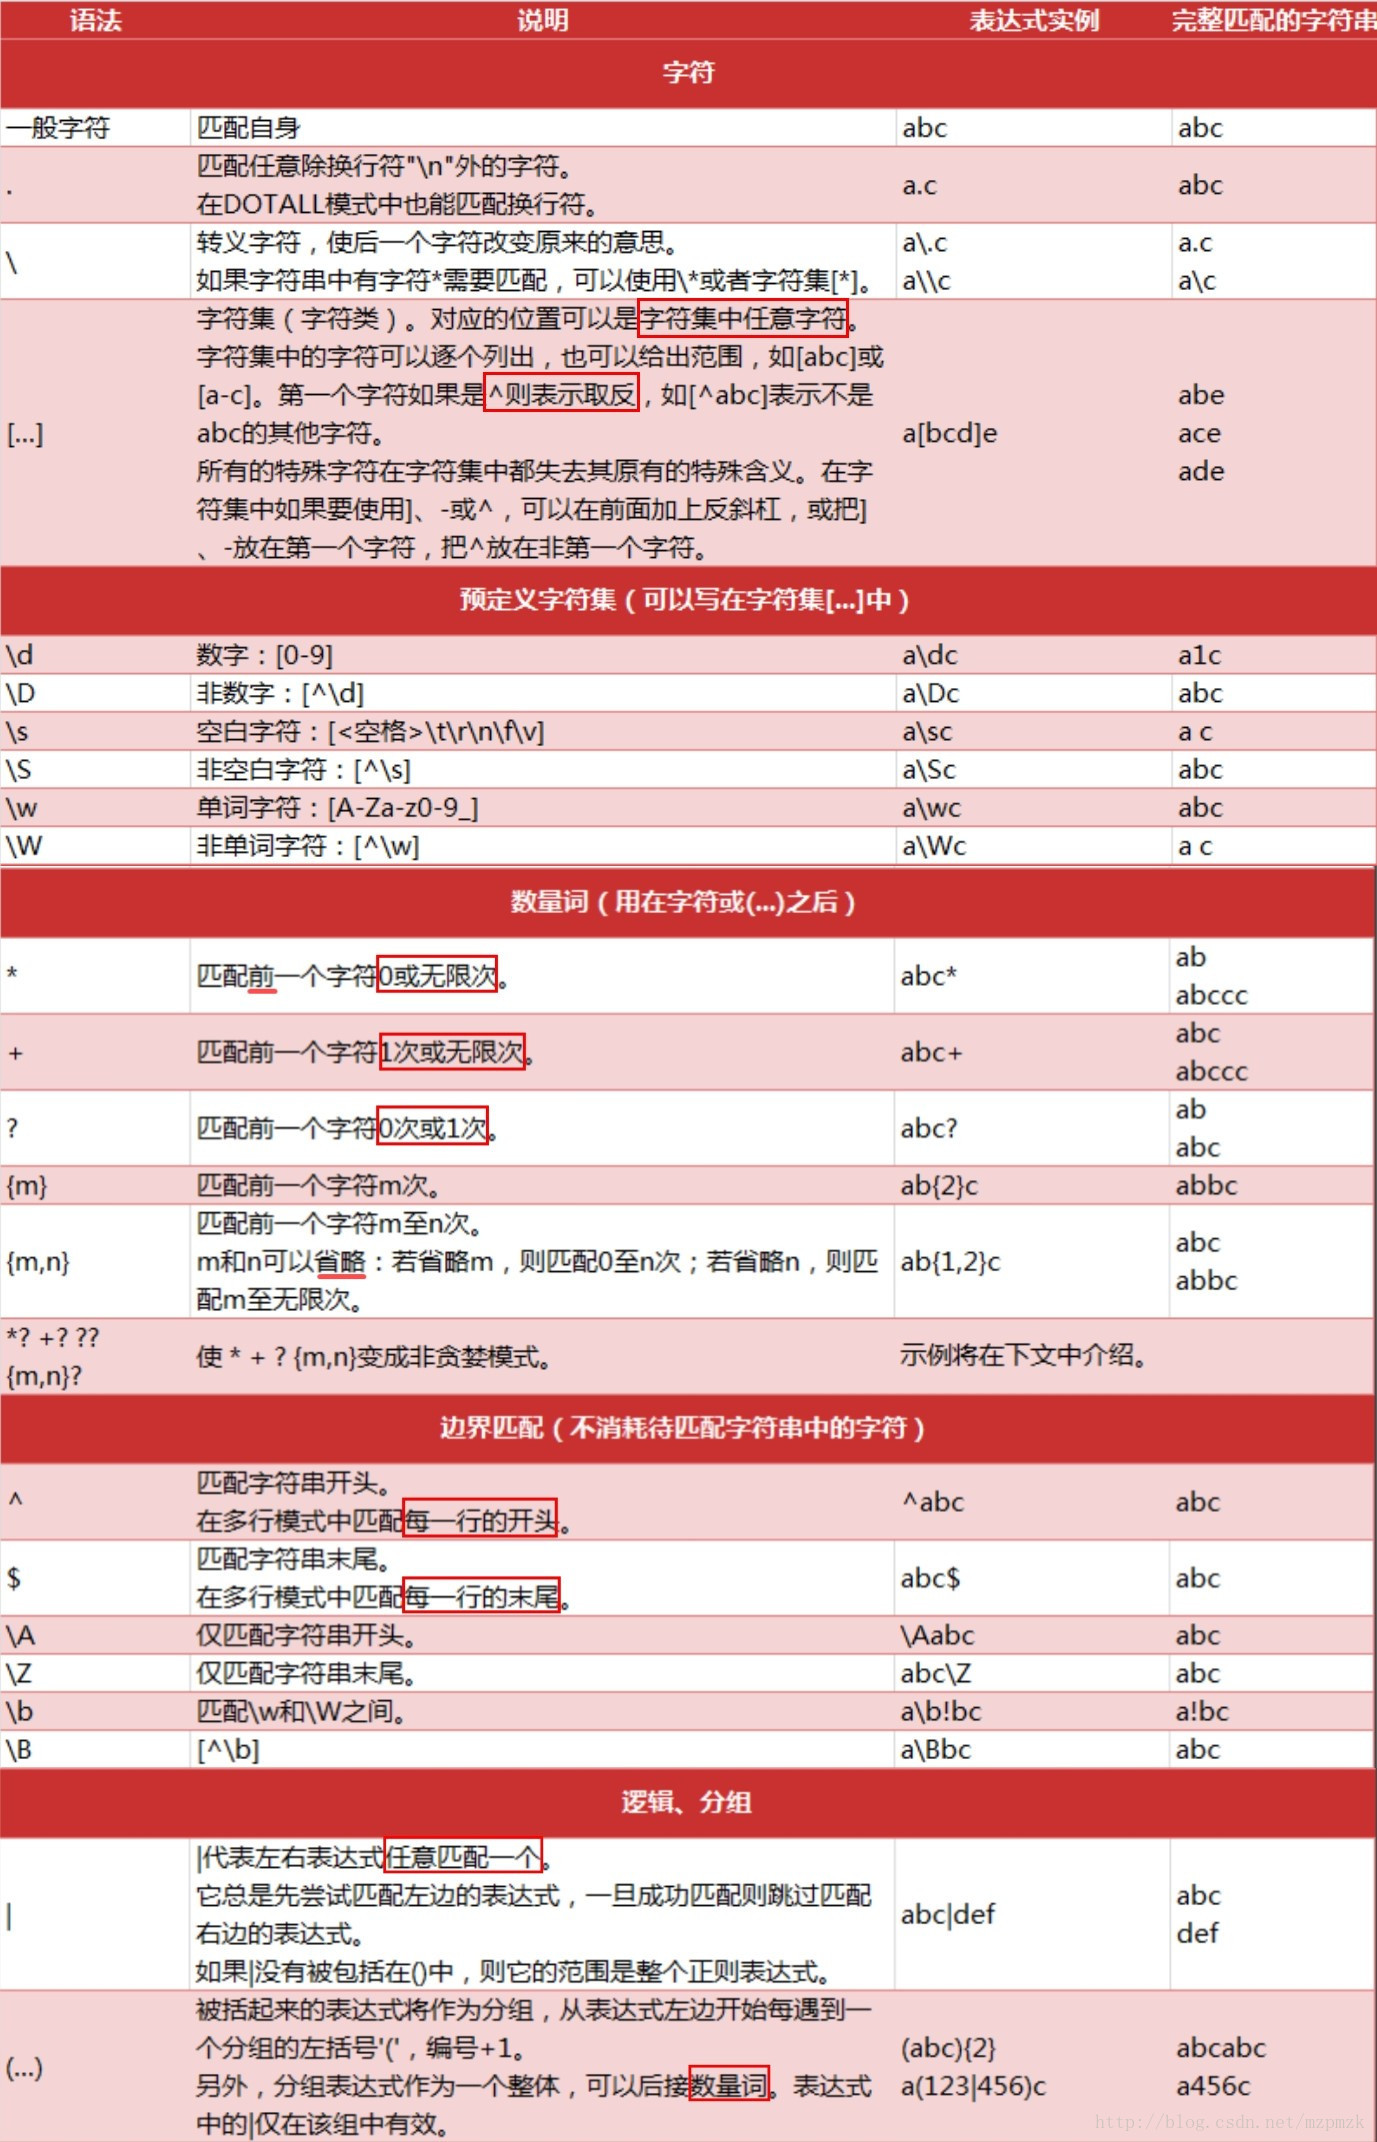 语法 说明 表达式实例 完整匹配的字符串
字符
一般字符 匹配自身 abc abc
. 匹配任意除换行符"\n"外的字符。
在DOTALL模式中也能匹配换行符。 a.c abc
\ 转义字符，使后一个字符改变原来的意思。
如果字符串中有字符*需要匹配，可以使用\*或者字符集[*]。 a\.c a.c
a\\c a\c
[...] 字符集（字符类）。对应的位置可以是字符集中任意字符。
字符集中的字符可以逐个列出，也可以给出范围，如[abc]或
[a-c]。第一个字符如果是^则表示取反，如[^abc]表示不是
abc的其他字符。
所有的特殊字符在字符集中都失去其原有的特殊含义。在字
符集中如果要使用]、-或^，可以在前面加上反斜杠，或把]
、-放在第一个字符，把^放在非第一个字符。
a[bcd]e abe
ace
ade
预定义字符集（可以写在字符集[...]中）
\d 数字：[0-9] a\dc a1c
\D 非数字：[^\d] a\Dc abc
\s 空白字符：[<空格>\t\r\n\f\v] a\sc a c
\S 非空白字符：[^\s] a\Sc abc
\w 单词字符：[A-Za-z0-9_] a\wc abc
\W 非单词字符：[^\w] a\Wc a c
数量词（用在字符或(...)之后）
* 匹配前一个字符0或无限次。 abc* ab
abccc
+ 匹配前一个字符1次或无限次。 abc+ abc
abccc
? 匹配前一个字符0次或1次。 abc? ab
abc
{m} 匹配前一个字符m次。 ab{2}c abbc
{m,n} 匹配前一个字符m至n次。
m和n可以省略：若省略m，则匹配0至n次；若省略n，则匹
配m至无限次。 ab{1,2}c abc
abbc
*? +? ??
{m,n}? 使 * + ? {m,n}变成非贪婪模式。 示例将在下文中介绍。
边界匹配（不消耗待匹配字符串中的字符）
^ 匹配字符串开头。
在多行模式中匹配每一行的开头。 ^abc abc
$ 匹配字符串末尾。
在多行模式中匹配每一行的末尾。 abc$ abc
\A 仅匹配字符串开头。 \Aabc abc
\Z 仅匹配字符串末尾。 abc\Z abc
\b 匹配\w和\W之间。 a\b!bc a!bc
\B [^\b] a\Bbc abc
逻辑、分组
| |代表左右表达式任意匹配一个。
它总是先尝试匹配左边的表达式，一旦成功匹配则跳过匹配
右边的表达式。
如果|没有被包括在()中，则它的范围是整个正则表达式。
abc|def abc
def
(...) 被括起来的表达式将作为分组，从表达式左边开始每遇到一
个分组的左括号'('，编号+1。
另外，分组表达式作为一个整体，可以后接数量词。表达式
中的|仅在该组中有效。
(abc){2} abcabc
a(123|456)c a456c
http://blog.csdn.net/mzpmzk